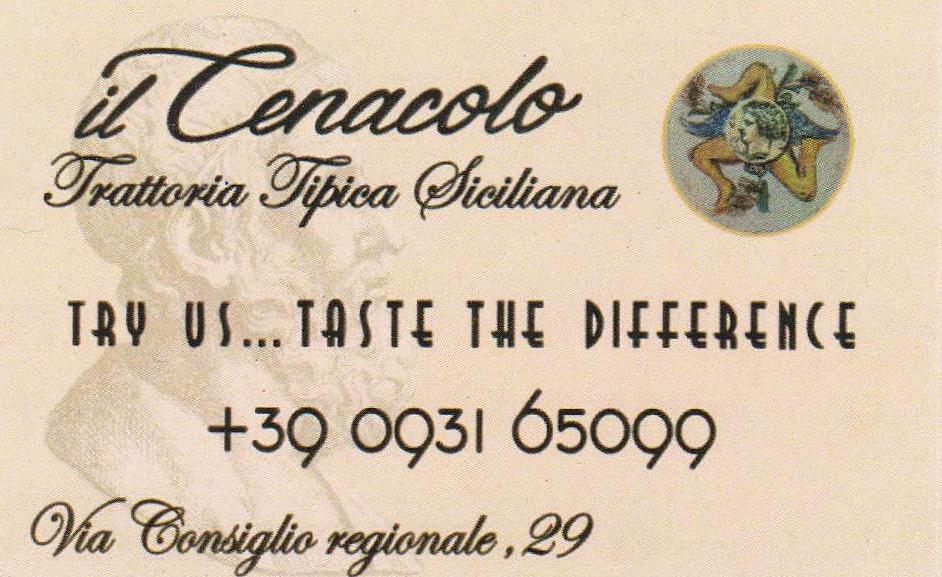 il Cenacolo
Trattoria Tipica Siciliana
TRY US...TASTE THE DIFFERENCE
+39 0931 65099
Via Consiglio regionale, 29